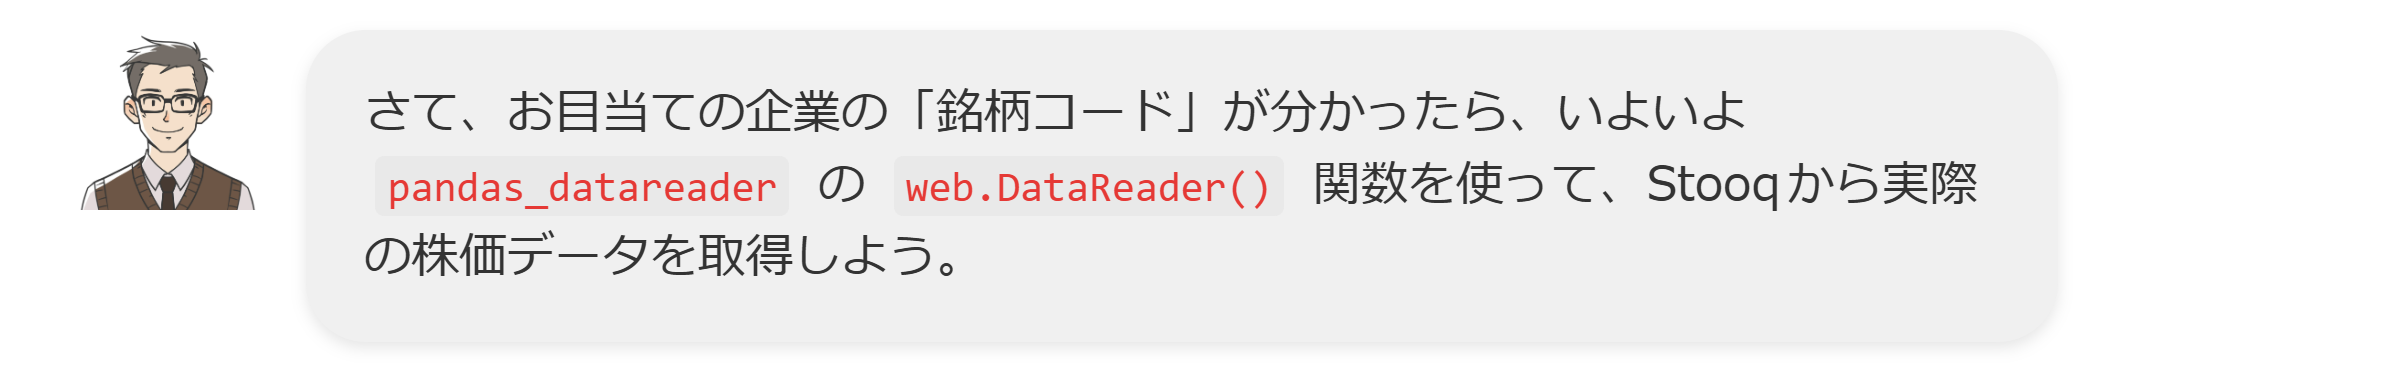 さて、お目当ての企業の「銘柄コード」が分かったら、いよいよ
pandas_datareader の web.DataReader() 関数を使って、Stooqから実際
の株価データを取得しよう。